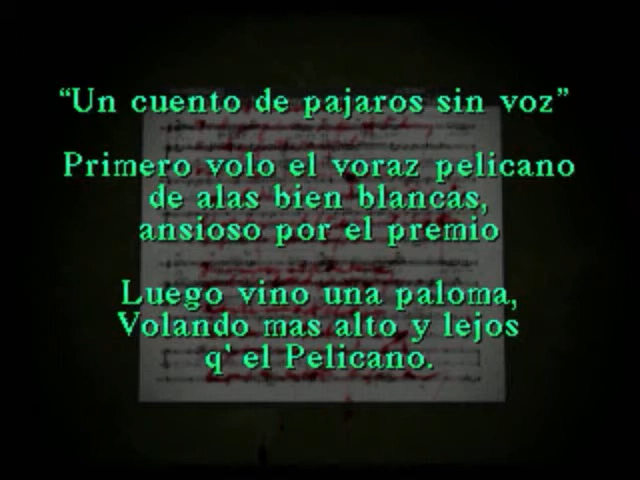 “Un cuento de pajaros sin voz”
Primero volo el voraz pelicano
de alas bien blancas,
ansioso por el premio
Luego vino una paloma,
Volando mas alto y lejos
q' el Pelicano.